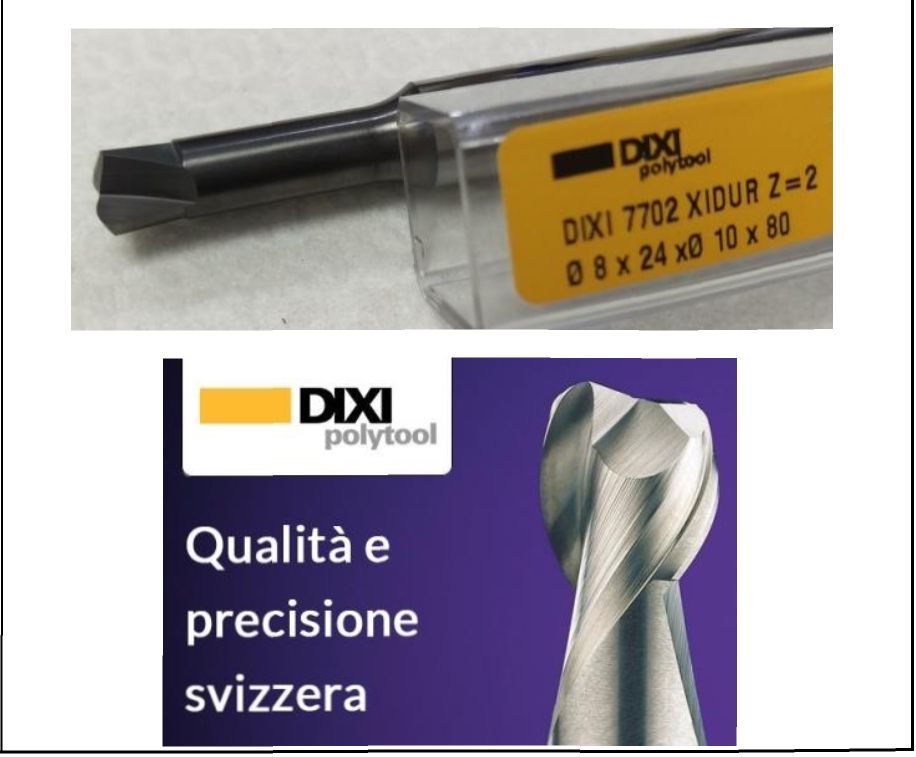 DIXI
polytool
DIXI 7702 XIDUR Z=2
Ø 8 x 24 xØ 10 x 80
DIXI
polytool
Qualità e
precisione
svizzera